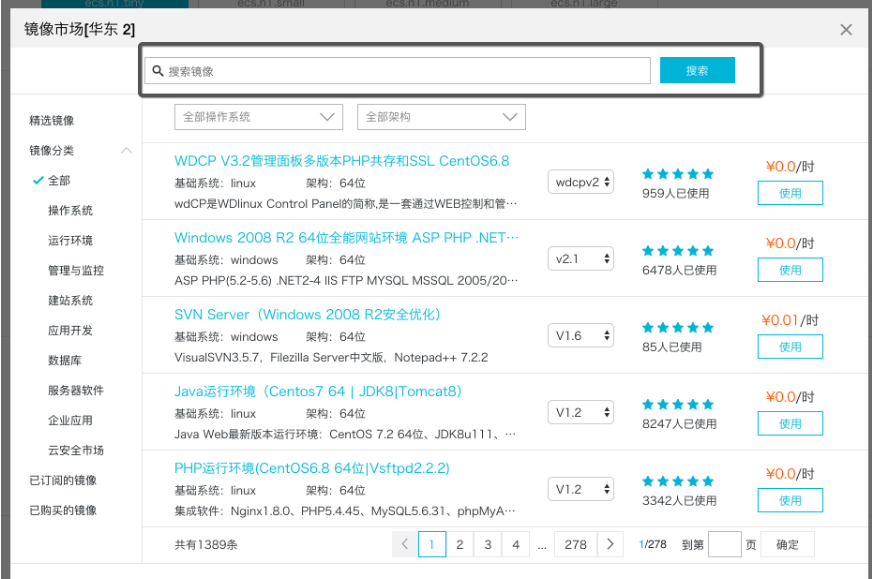 ecs.n1.tiny
ecs.n1.small
ecs.n1.medium
ecs.n1.large
镜像市场[华东 2]
搜索镜像
搜索
精选镜像
镜像分类
全部
操作系统
运行环境
管理与监控
建站系统
应用开发
数据库
服务器软件
企业应用
云安全市场
已订阅的镜像
已购买的镜像
全部操作系统
全部架构
WDCP V3.2管理面板多版本PHP共存和SSL CentOS6.8
基础系统: linux 架构: 64位
wdCP是WDlinux Control Panel的简称,是一套通过WEB控制和管···
wdcpv2
959人已使用
¥0.0/时
使用
Windows 2008 R2 64位全能网站环境 ASP PHP .NET···
基础系统: windows 架构: 64位
ASP PHP(5.2-5.6) .NET2-4 IIS FTP MYSQL MSSQL 2005/20···
v2.1
6478人已使用
¥0.0/时
使用
SVN Server（Windows 2008 R2安全优化）
基础系统: windows 架构: 64位
VisualSVN3.5.7，Filezilla Server中文版，Notepad++ 7.2.2
V1.6
85人已使用
¥0.01/时
使用
Java运行环境（Centos7 64 | JDK8|Tomcat8）
基础系统: linux 架构: 64位
Java Web最新版本运行环境：CentOS 7.2 64位、JDK8u111、···
V1.2
8247人已使用
¥0.0/时
使用
PHP运行环境(CentOS6.8 64位|Vsftpd2.2.2)
基础系统: linux 架构: 64位
集成软件：Nginx1.8.0、PHP5.4.45、MySQL5.6.31、phpMyA···
V1.2
3342人已使用
¥0.0/时
使用
共有1389条
1 2 3 4 ... 278
1/278 到第 页 确定